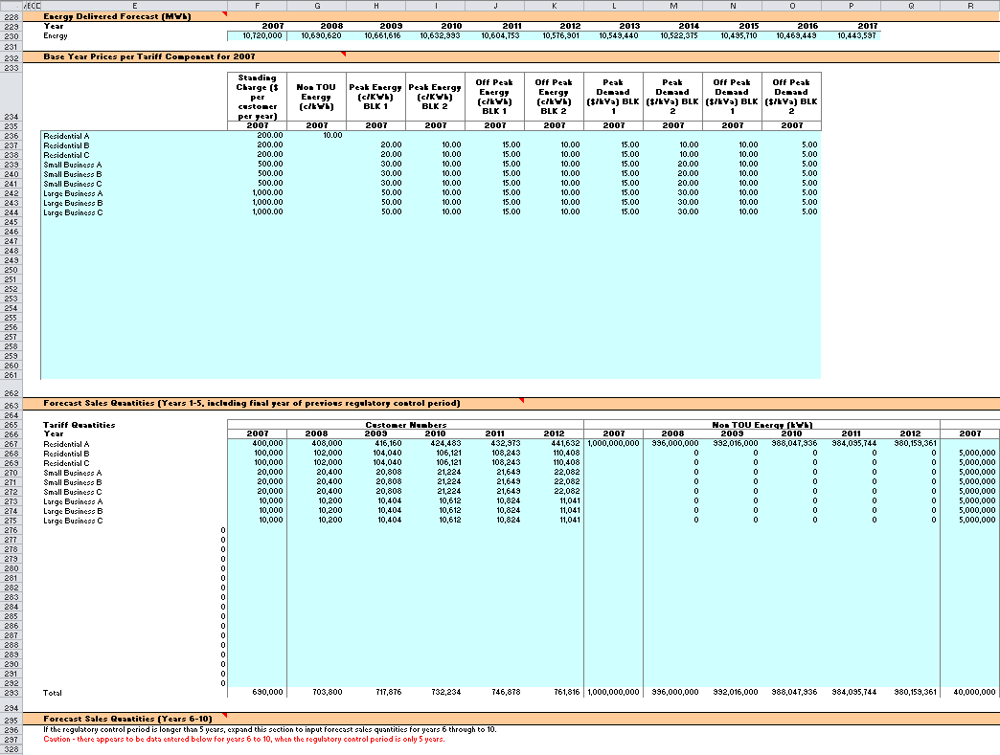 E F G H I J K L M N O P Q R
228 Energy Delivered Forecast (MWh)
229 Year 2007 2008 2009 2010 2011 2012 2013 2014 2015 2016 2017
230 Energy 10,720,000 10,690,620 10,661,616 10,632,993 10,604,753 10,576,901 10,549,440 10,522,375 10,495,710 10,469,449 10,443,597
231
232 Base Year Prices per Tariff Component for 2007
233
234 Standing Charge ($ per customer per year) Non TOU Energy (c/kWh) Peak Energy (c/KWh) BLK 1 Peak Energy (c/KWh) BLK 2 Off Peak Energy (c/kWh) BLK 1 Off Peak Energy (c/kWh) BLK 2 Peak Demand ($/kVa) BLK 1 Peak Demand ($/kVa) BLK 2 Off Peak Demand ($/kVa) BLK 1 Off Peak Demand ($/kVa) BLK 2
235 2007 2007 2007 2007 2007 2007 2007 2007 2007 2007
236 Residential A 200.00 10.00
237 Residential B 200.00 20.00 10.00 15.00 10.00 15.00 10.00 10.00 5.00
238 Residential C 200.00 20.00 10.00 15.00 10.00 15.00 10.00 10.00 5.00
239 Small Business A 500.00 30.00 10.00 15.00 10.00 15.00 20.00 10.00 5.00
240 Small Business B 500.00 30.00 10.00 15.00 10.00 15.00 20.00 10.00 5.00
241 Small Business C 500.00 30.00 10.00 15.00 10.00 15.00 20.00 10.00 5.00
242 Large Business A 1,000.00 50.00 10.00 15.00 10.00 15.00 30.00 10.00 5.00
243 Large Business B 1,000.00 50.00 10.00 15.00 10.00 15.00 30.00 10.00 5.00
244 Large Business C 1,000.00 50.00 10.00 15.00 10.00 15.00 30.00 10.00 5.00
245
246
247
248
249
250
251
252
253
254
255
256
257
258
259
260
261
262
263 Forecast Sales Quantities (Years 1-5, including final year of previous regulatory control period)
264
265 Tariff Quantities Customer Numbers Non TOU Energy (kWh)
266 Year 2007 2008 2009 2010 2011 2012 2007 2008 2009 2010 2011 2012 2007
267 Residential A 400,000 408,000 416,160 424,483 432,973 441,632 1,000,000,000 996,000,000 992,016,000 988,047,936 984,095,744 980,159,361
268 Residential B 100,000 102,000 104,040 106,121 108,243 110,408 0 0 0 0 0 5,000,000
269 Residential C 100,000 102,000 104,040 106,121 108,243 110,408 0 0 0 0 0 5,000,000
270 Small Business A 20,000 20,400 20,808 21,224 21,649 22,082 0 0 0 0 0 5,000,000
271 Small Business B 20,000 20,400 20,808 21,224 21,649 22,082 0 0 0 0 0 5,000,000
272 Small Business C 20,000 20,400 20,808 21,224 21,649 22,082 0 0 0 0 0 5,000,000
273 Large Business A 10,000 10,200 10,404 10,612 10,824 11,041 0 0 0 0 0 5,000,000
274 Large Business B 10,000 10,200 10,404 10,612 10,824 11,041 0 0 0 0 0 5,000,000
275 Large Business C 10,000 10,200 10,404 10,612 10,824 11,041 0 0 0 0 0 5,000,000
276 0
277 0
278 0
279 0
280 0
281 0
282 0
283 0
284 0
285 0
286 0
287 0
288 0
289 0
290 0
291 0
292 0
293 Total 690,000 703,800 717,876 732,234 746,878 761,816 1,000,000,000 996,000,000 992,016,000 988,047,936 984,095,744 980,159,361 40,000,000
294
295 Forecast Sales Quantities (Years 6-10)
296 If the regulatory control period is longer than 5 years, expand this section to input forecast sales quantities for years 6 through to 10.
297 Caution - there appears to be data entered below for years 6 to 10, when the regulatory control period is only 5 years.
328